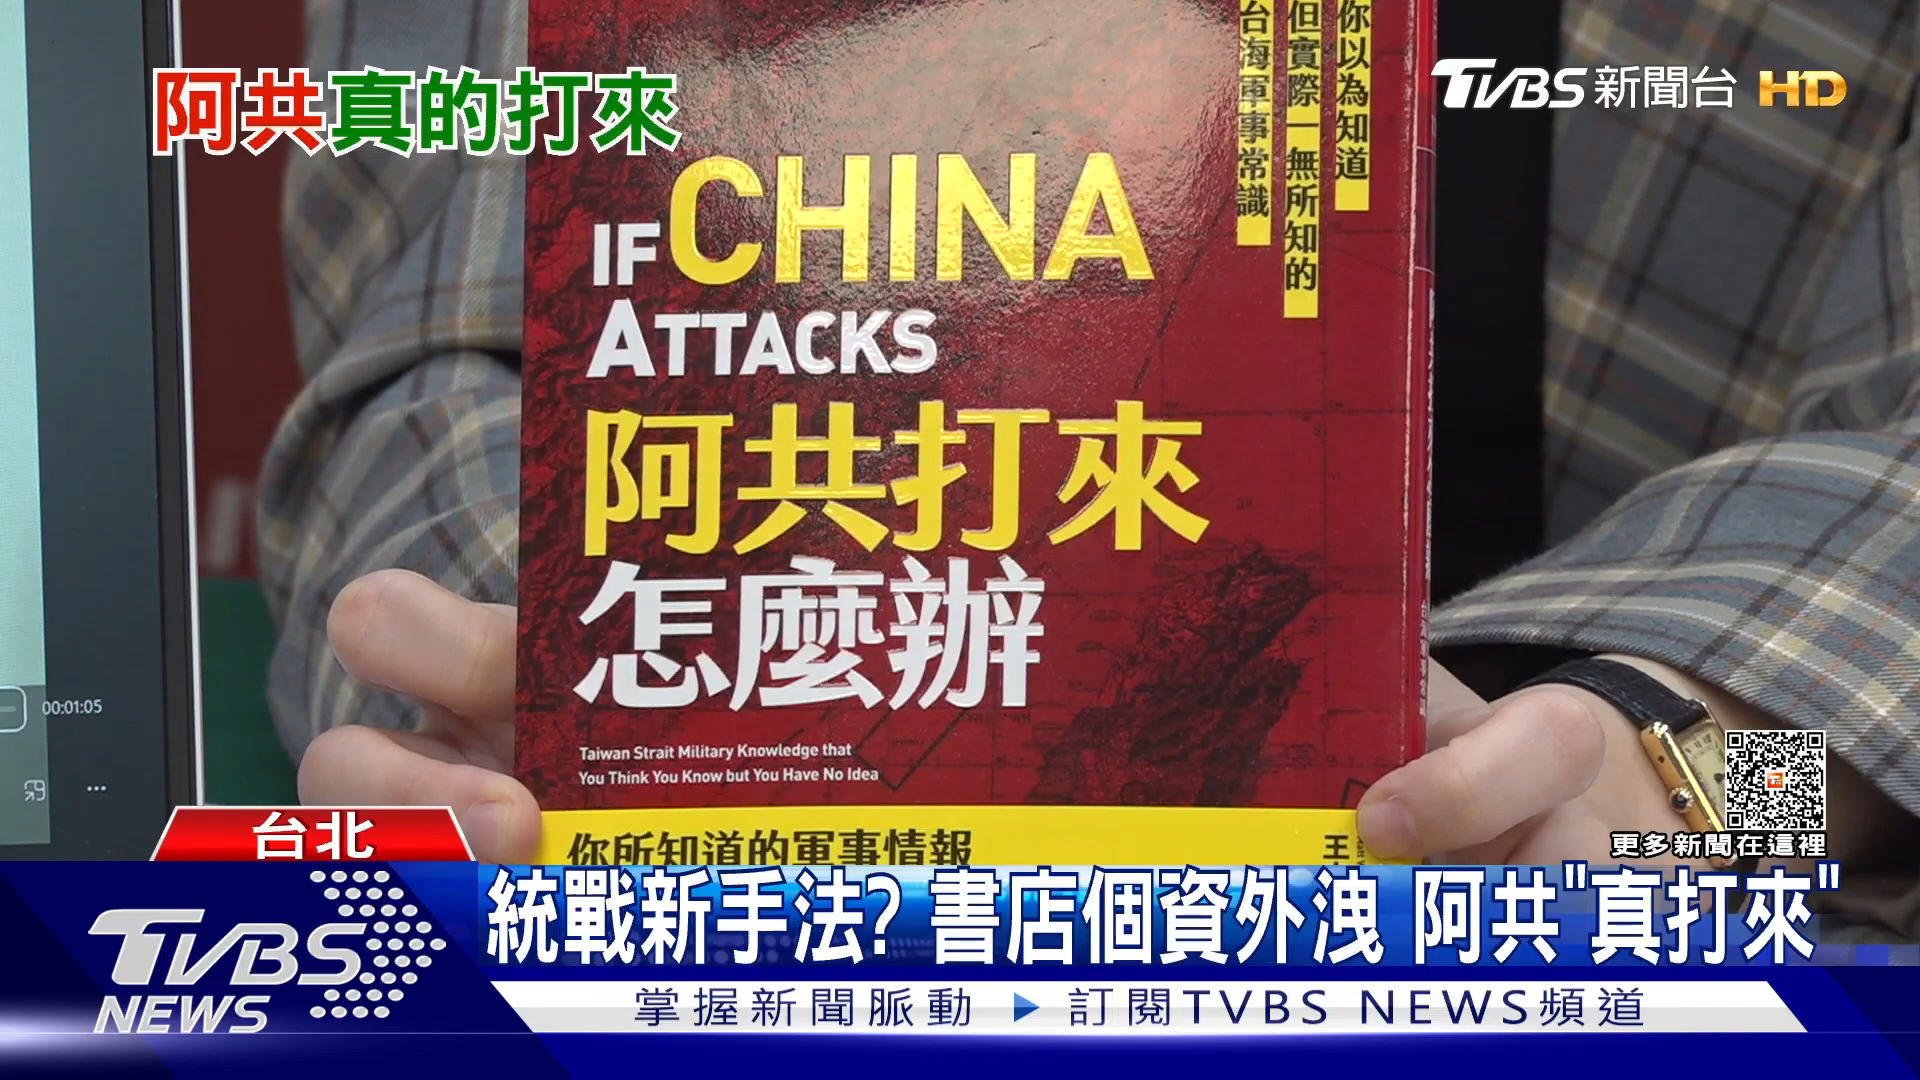 阿共真的打來
TVBS新聞台 HD
你以為知道
但實際一無所知的
台海軍事常識
IF CHINA
ATTACKS
阿共打來
怎麼辦
Taiwan Strait Military Knowledge that
You Think You Know but You Have No Idea
你所知道的軍事情報
王
00:01:05
更多新聞在這裡
台北
統戰新手法? 書店個資外洩 阿共"真打來"
TVBS NEWS
掌握新聞脈動 ▶ 訂閱TVBS NEWS頻道